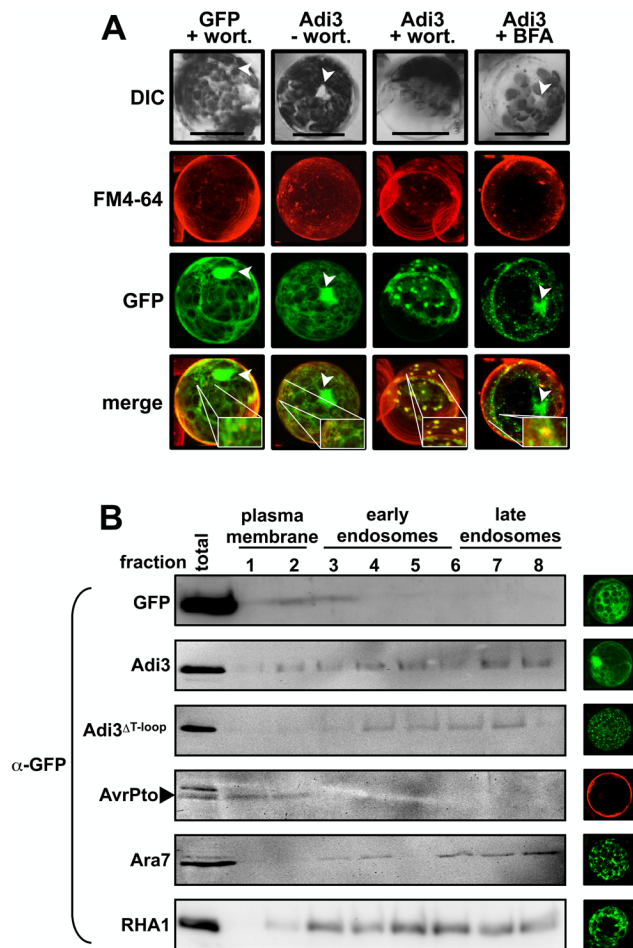 A
GFP + wort.
Adi3 - wort.
Adi3 + wort.
Adi3 + BFA
DIC
FM4-64
GFP
merge
B
plasma membrane
early endosomes
late endosomes
fraction total 1 2 3 4 5 6 7 8
GFP
Adi3
Adi3ΔT-loop
α-GFP
AvrPto
Ara7
RHA1